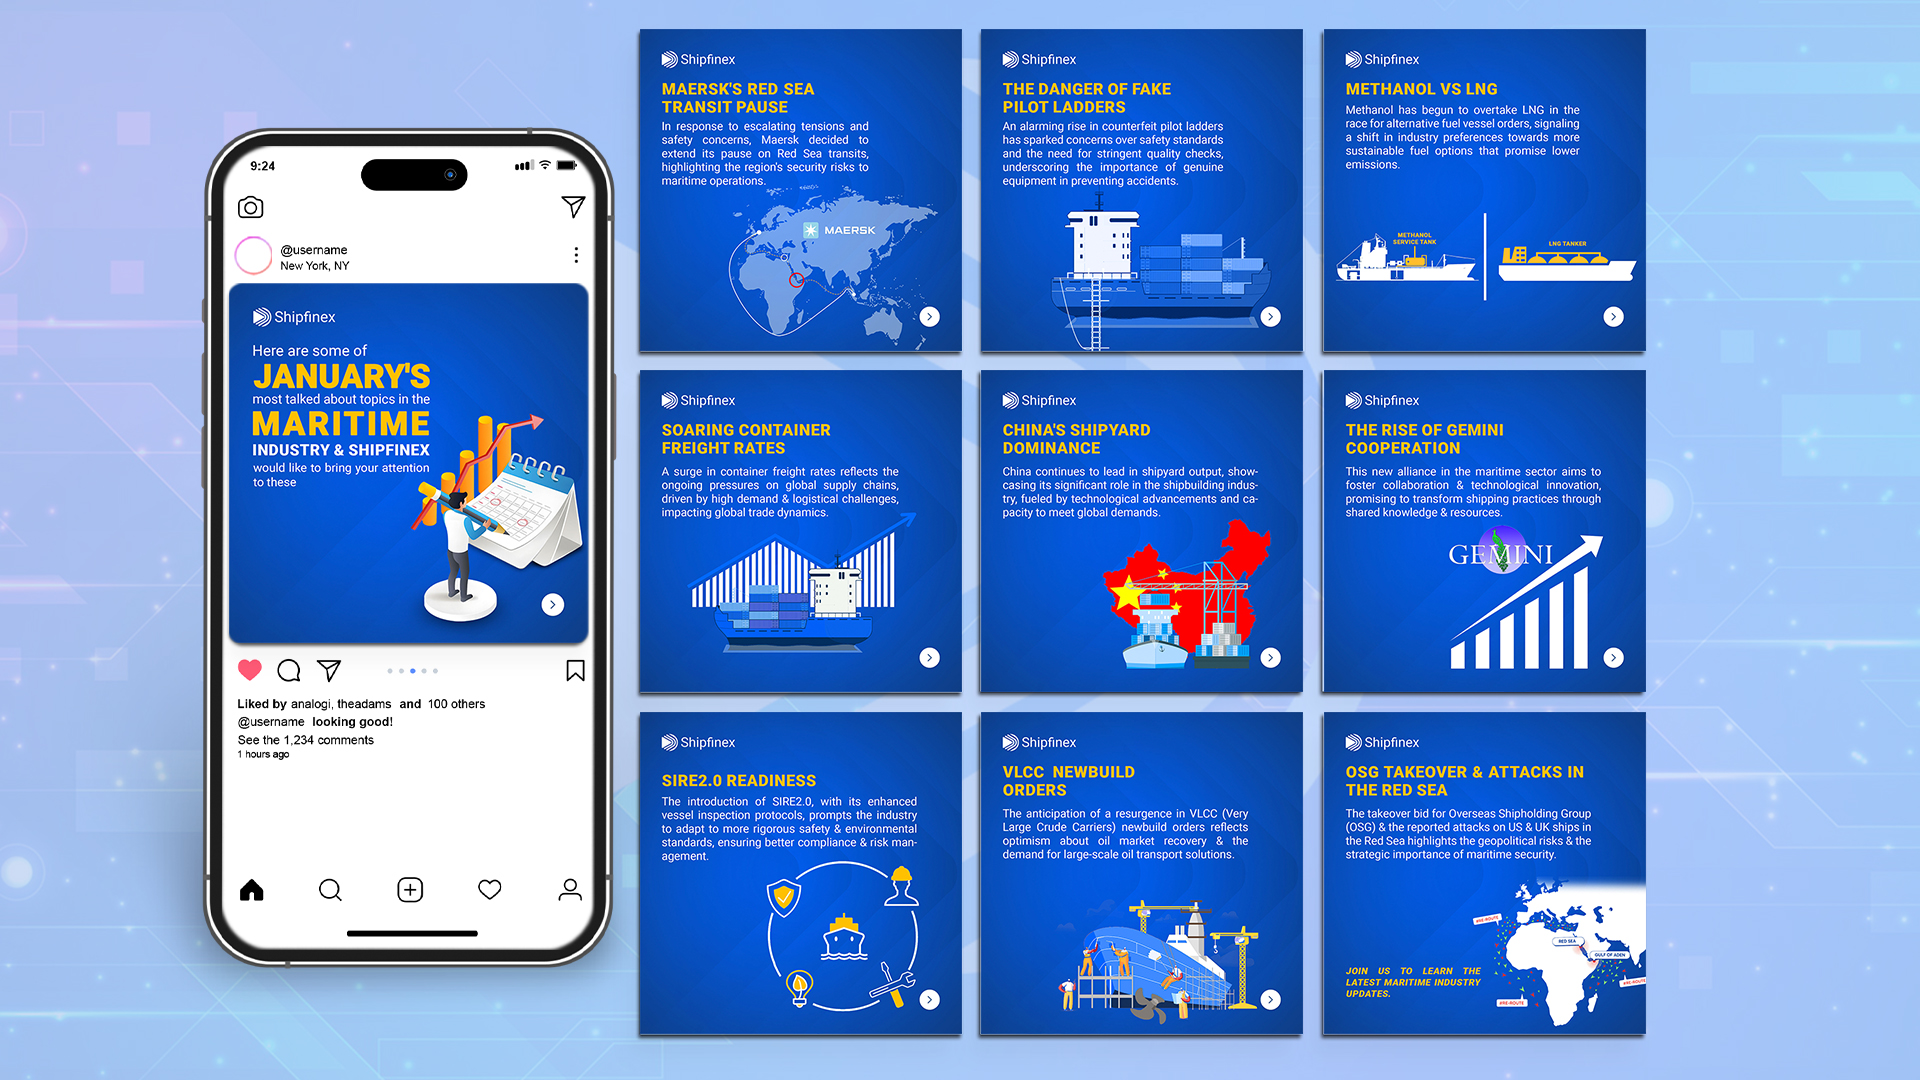 9:24
@username
New York, NY
Shipfinex
Here are some of
JANUARY'S
most talked about topics in the
MARITIME
INDUSTRY & SHIPFINEX
would like to bring your attention
to these
Liked by analogi, theadams and 100 others
@username looking good!
See the 1,234 comments
1 hours ago
Shipfinex
MAERSK'S RED SEA
TRANSIT PAUSE
In response to escalating tensions and
safety concerns, Maersk decided to
extend its pause on Red Sea transits,
highlighting the region's security risks to
maritime operations.
MAERSK
Shipfinex
THE DANGER OF FAKE
PILOT LADDERS
An alarming rise in counterfeit pilot ladders
has sparked concerns over safety standards
and the need for stringent quality checks,
underscoring the importance of genuine
equipment in preventing accidents.
Shipfinex
METHANOL VS LNG
Methanol has begun to overtake LNG in the
race for alternative fuel vessel orders, signaling
a shift in industry preferences towards more
sustainable fuel options that promise lower
emissions.
METHANOL
SERVICE TANK
LNG TANKER
Shipfinex
SOARING CONTAINER
FREIGHT RATES
A surge in container freight rates reflects the
ongoing pressures on global supply chains,
driven by high demand & logistical challenges,
impacting global trade dynamics.
Shipfinex
CHINA'S SHIPYARD
DOMINANCE
China continues to lead in shipyard output, show-
casing its significant role in the shipbuilding indus-
try, fueled by technological advancements and ca-
pacity to meet global demands.
Shipfinex
THE RISE OF GEMINI
COOPERATION
This new alliance in the maritime sector aims to
foster collaboration & technological innovation,
promising to transform shipping practices through
shared knowledge & resources.
GEMINI
Shipfinex
SIRE2.0 READINESS
The introduction of SIRE2.0, with its enhanced
vessel inspection protocols, prompts the industry
to adapt to more rigorous safety & environmental
standards, ensuring better compliance & risk man-
agement.
Shipfinex
VLCC NEWBUILD
ORDERS
The anticipation of a resurgence in VLCC (Very
Large Crude Carriers) newbuild orders reflects
optimism about oil market recovery & the
demand for large-scale oil transport solutions.
Shipfinex
OSG TAKEOVER & ATTACKS IN
THE RED SEA
The takeover bid for Overseas Shipholding Group
(OSG) & the reported attacks on US & UK ships in
the Red Sea highlights the geopolitical risks & the
strategic importance of maritime security.
#RE-ROUTE
RED SEA
GULF OF ADEN
#RE-ROUTE
#RE-ROUTE
JOIN US TO LEARN THE
LATEST MARITIME INDUSTRY
UPDATES.